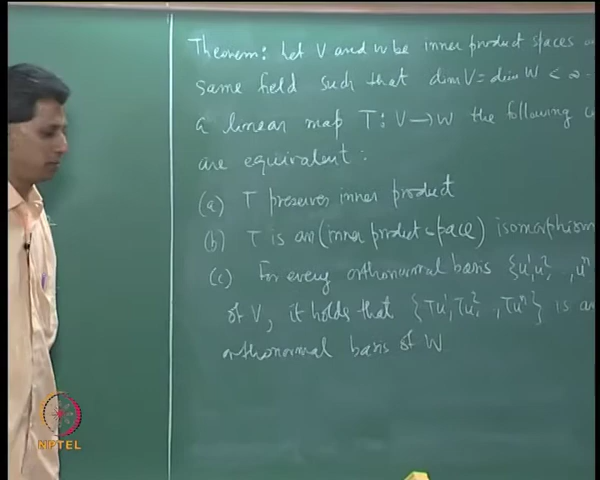 Theorem: Let V and W be inner product spaces
same field such that dim V = dim W < ∞.
a linear map T: V → W the following
are equivalent:
(a) T preserves inner product
(b) T is an (inner product space) isomorphism
(c) For every orthonormal basis {u¹, u², , uⁿ
of V, it holds that {Tu¹, Tu², , Tuⁿ} is an
orthonormal basis of W
NPTEL